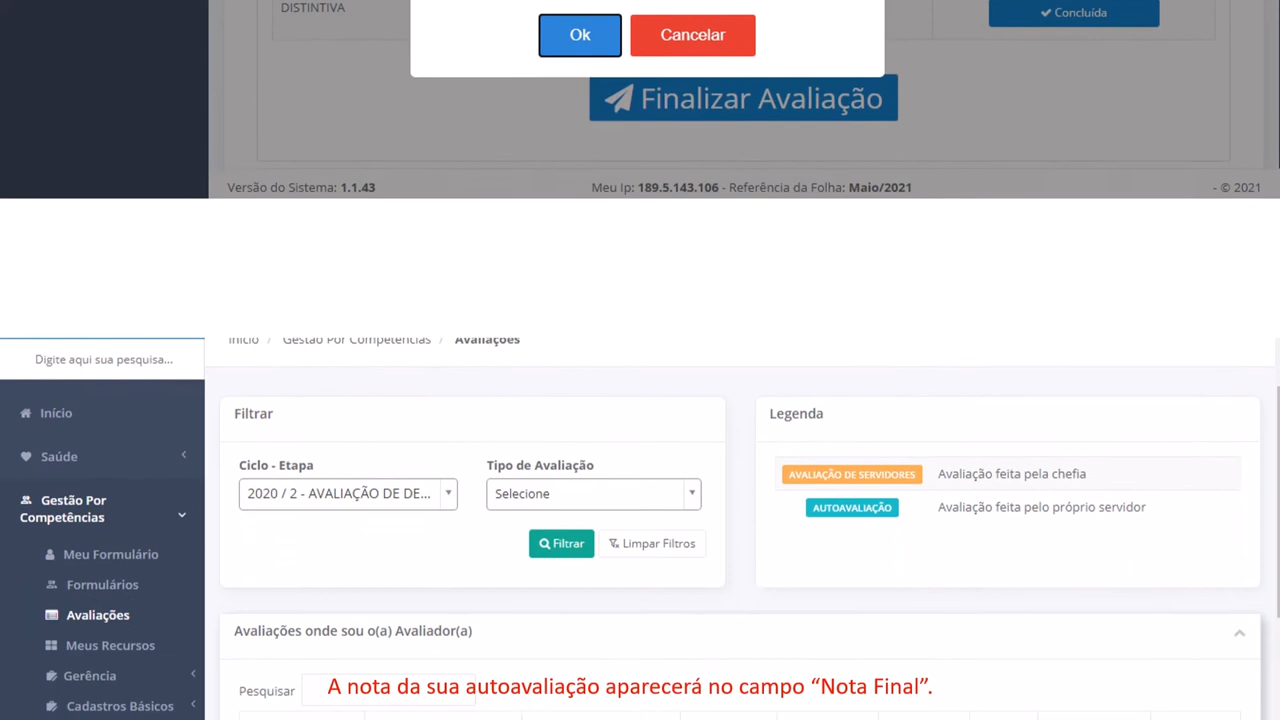 DISTINTIVA
Concluída
Ok
Cancelar
Finalizar Avaliação
Versão do Sistema: 1.1.43
Meu Ip: 189.5.143.106 - Referência da Folha: Maio/2021
- © 2021
Início / Gestão Por Competências / Avaliações
Digite aqui sua pesquisa...
Início
Saúde
Gestão Por
Competências
Meu Formulário
Formulários
Avaliações
Meus Recursos
Gerência
Cadastros Básicos
Filtrar
Ciclo - Etapa
Tipo de Avaliação
2020 / 2 - AVALIAÇÃO DE DE...
Selecione
Filtrar
Limpar Filtros
Legenda
AVALIAÇÃO DE SERVIDORES Avaliação feita pela chefia
AUTOAVALIAÇÃO Avaliação feita pelo próprio servidor
Avaliações onde sou o(a) Avaliador(a)
Pesquisar
A nota da sua autoavaliação aparecerá no campo “Nota Final”.